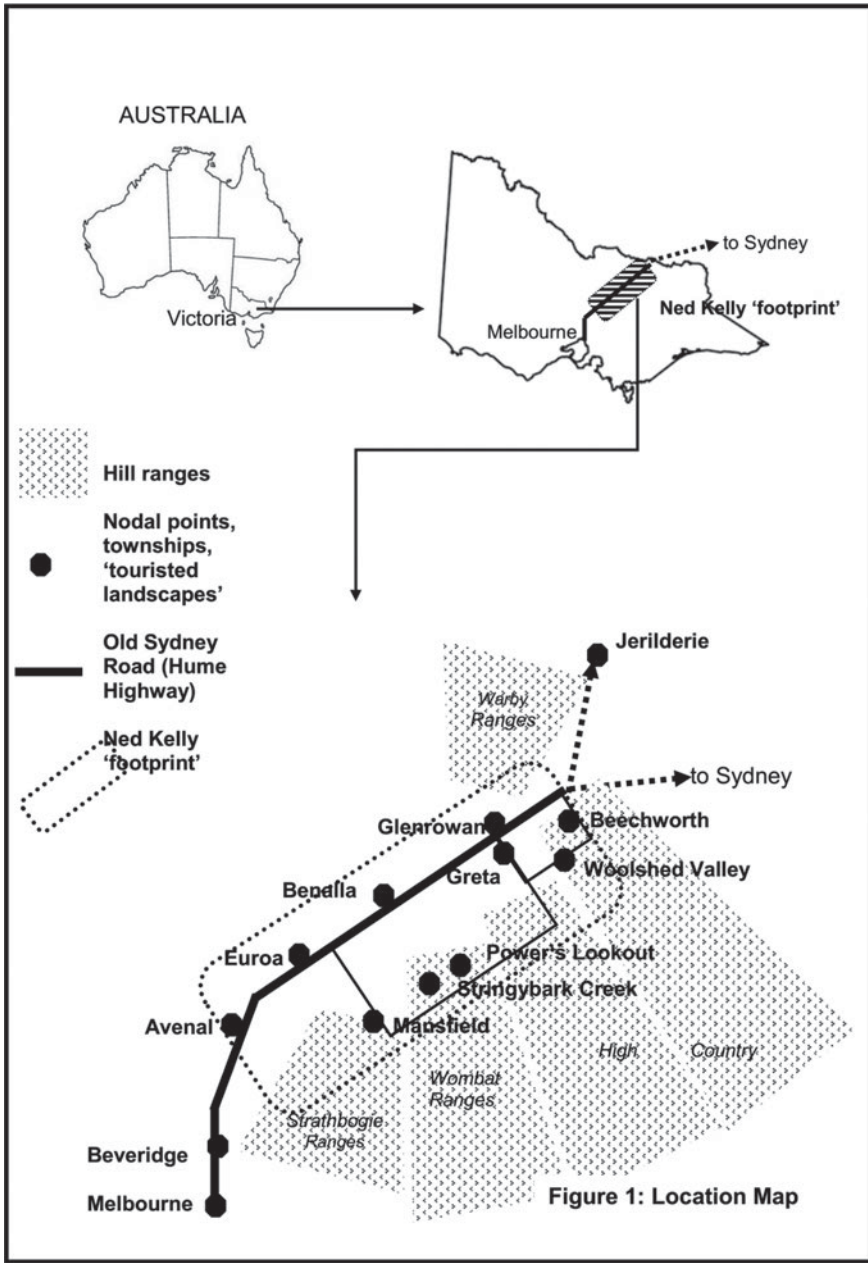 AUSTRALIA
Victoria
to Sydney
Ned Kelly ‘footprint’
Melbourne
Hill ranges
Nodal points,
townships,
‘touristed
landscapes’
Old Sydney
Road (Hume
Highway)
Ned Kelly
‘footprint’
Jerilderie
Warby
Ranges
to Sydney
Glenrowan
Beechworth
Greta
Woolshed Valley
Benalla
Euroa
Power's Lookout
Stringybark Creek
Avenal
Mansfield
High
Country
Wombat
Ranges
Strathbogie
Ranges
Beveridge
Melbourne
Figure 1: Location Map